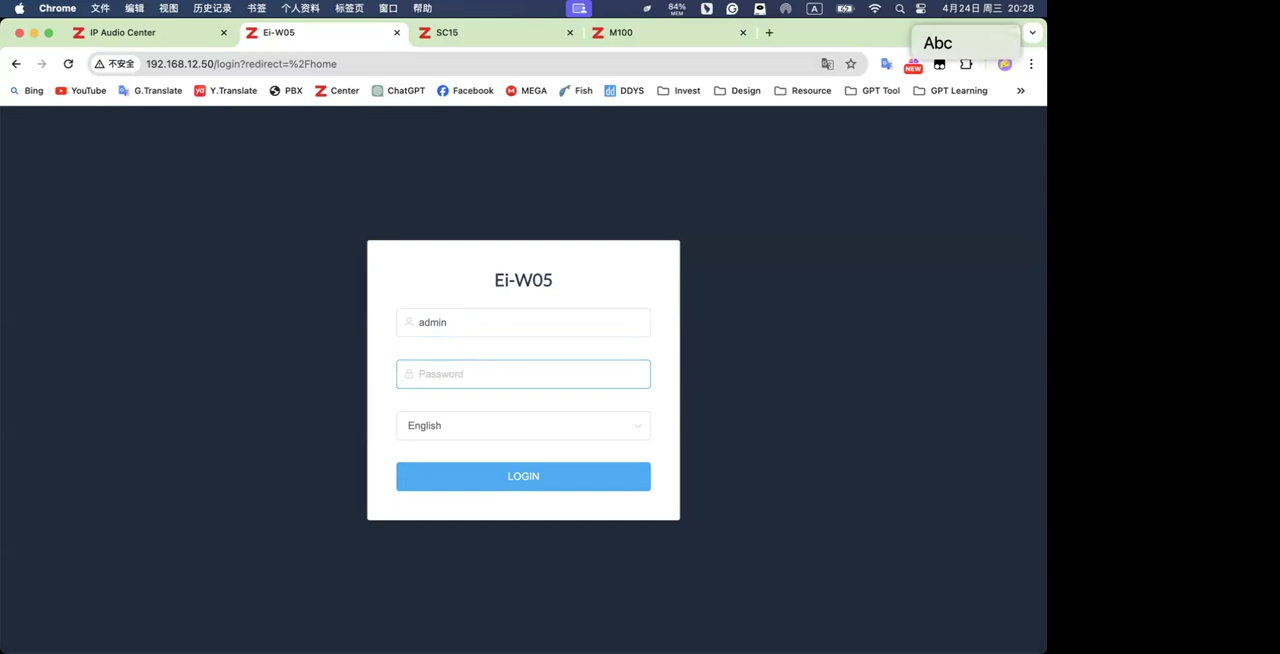 Chrome 文件 编辑 视图 历史记录 书签 个人资料 标签页 窗口 帮助 84% MEM A 4月24日 周三 20:28
IP Audio Center Ei-W05 SC15 M100
Abc
不安全 192.168.12.50/login?redirect=%2Fhome NEW
Bing YouTube G.Translate Y.Translate PBX Center ChatGPT Facebook MEGA Fish DDYS Invest Design Resource GPT Tool GPT Learning
Ei-W05
admin
Password
English
LOGIN